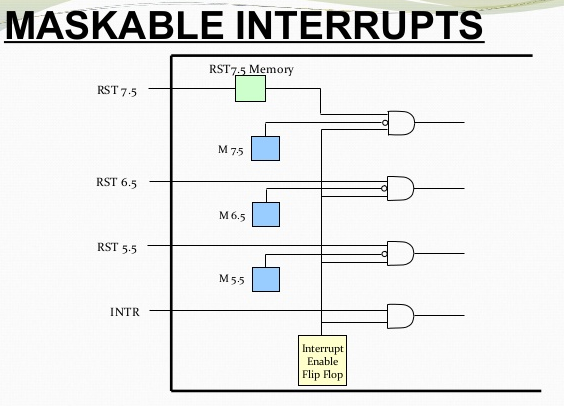 MASKABLE INTERRUPTS
RST7.5 Memory
RST 7.5
M 7.5
RST 6.5
M 6.5
RST 5.5
M 5.5
INTR
Interrupt
Enable
Flip Flop